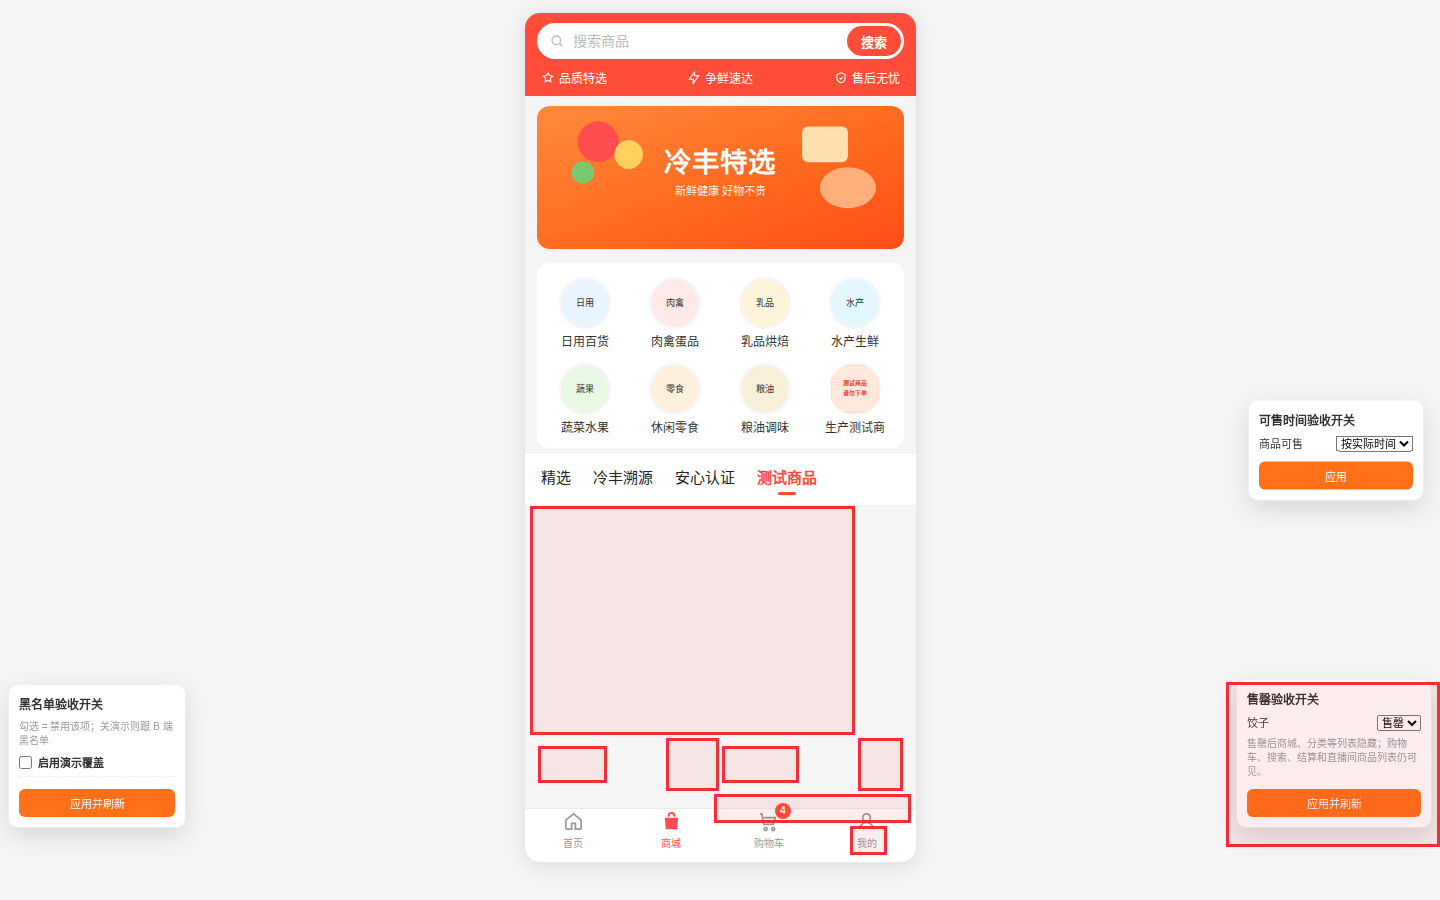 搜索商品
搜索
品质特选
争鲜速达
售后无忧
冷丰特选
新鲜健康 好物不贵
日用
肉禽
乳品
水产
日用百货
肉禽蛋品
乳品烘焙
水产生鲜
蔬果
零食
粮油
测试商品
请勿下单
蔬菜水果
休闲零食
粮油调味
生产测试商
精选
冷丰溯源
安心认证
测试商品
4
首页
商城
购物车
我的
黑名单验收开关
勾选 = 禁用该项；关演示则跟 B 端
黑名单
启用演示覆盖
应用并刷新
可售时间验收开关
商品可售
按实际时间
应用
售罄验收开关
饺子
售罄
售罄后商城、分类等列表隐藏；购物
车、搜索、结算和直播间商品列表仍可
见。
应用并刷新